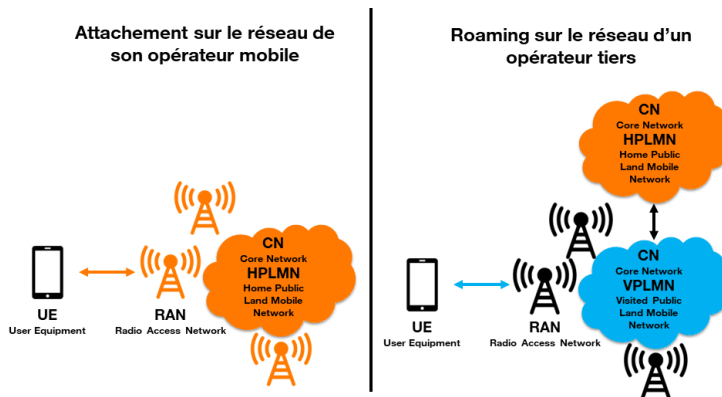 Attachement sur le réseau de
son opérateur mobile
CN
Core Network
HPLMN
Home Public
Land Mobile
Network
UE
User Equipment
RAN
Radio Access Network
Roaming sur le réseau d'un
opérateur tiers
CN
Core Network
HPLMN
Home Public
Land Mobile
Network
CN
Core Network
VPLMN
Visited Public
Land Mobile
Network
UE
User Equipment
RAN
Radio Access Network